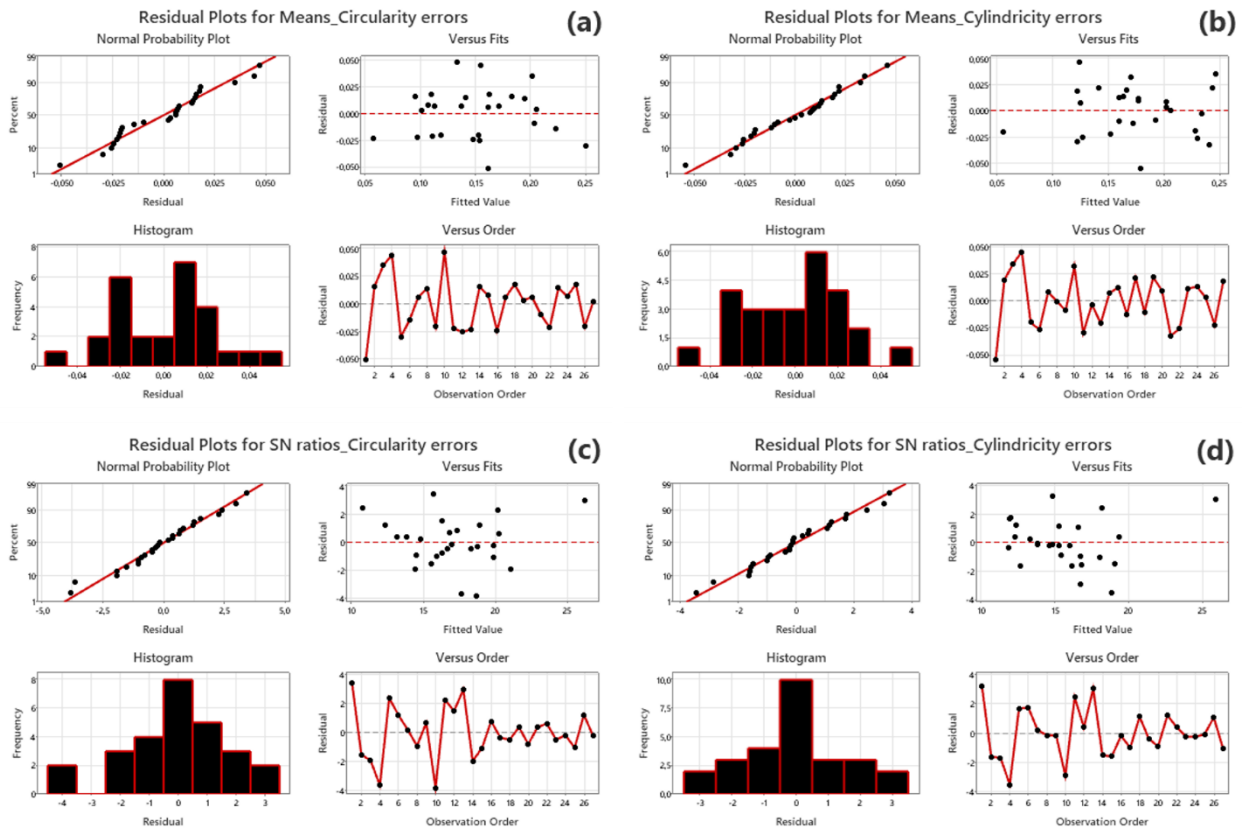 Residual Plots for Means_Circularity errors (a)
Normal Probability Plot
Versus Fits
99
90
50
10
1
Percent
-0,050 -0,025 0,000 0,025 0,050
Residual
0,050
0,025
0,000
-0,025
-0,050
Residual
0,05 0,10 0,15 0,20 0,25
Fitted Value
Histogram
Versus Order
8
6
4
2
0
Frequency
-0,04 -0,02 0,00 0,02 0,04
Residual
0,050
0,025
0,000
-0,025
-0,050
Residual
2 4 6 8 10 12 14 16 18 20 22 24 26
Observation Order
Residual Plots for Means_Cylindricity errors (b)
Normal Probability Plot
Versus Fits
99
90
50
10
1
Percent
-0,050 -0,025 0,000 0,025 0,050
Residual
0,050
0,025
0,000
-0,025
-0,050
Residual
0,05 0,10 0,15 0,20 0,25
Fitted Value
Histogram
Versus Order
6,0
4,5
3,0
1,5
0,0
Frequency
-0,04 -0,02 0,00 0,02 0,04
Residual
0,050
0,025
0,000
-0,025
-0,050
Residual
2 4 6 8 10 12 14 16 18 20 22 24 26
Observation Order
Residual Plots for SN ratios_Circularity errors (c)
Normal Probability Plot
Versus Fits
99
90
50
10
1
Percent
-5,0 -2,5 0,0 2,5 5,0
Residual
4
2
0
-2
-4
Residual
10 15 20 25
Fitted Value
Histogram
Versus Order
8
6
4
2
0
Frequency
-4 -3 -2 -1 0 1 2 3
Residual
4
2
0
-2
-4
Residual
2 4 6 8 10 12 14 16 18 20 22 24 26
Observation Order
Residual Plots for SN ratios_Cylindricity errors (d)
Normal Probability Plot
Versus Fits
99
90
50
10
1
Percent
-4 -2 0 2 4
Residual
4
2
0
-2
-4
Residual
10 15 20 25
Fitted Value
Histogram
Versus Order
10,0
7,5
5,0
2,5
0,0
Frequency
-3 -2 -1 0 1 2 3
Residual
4
2
0
-2
-4
Residual
2 4 6 8 10 12 14 16 18 20 22 24 26
Observation Order